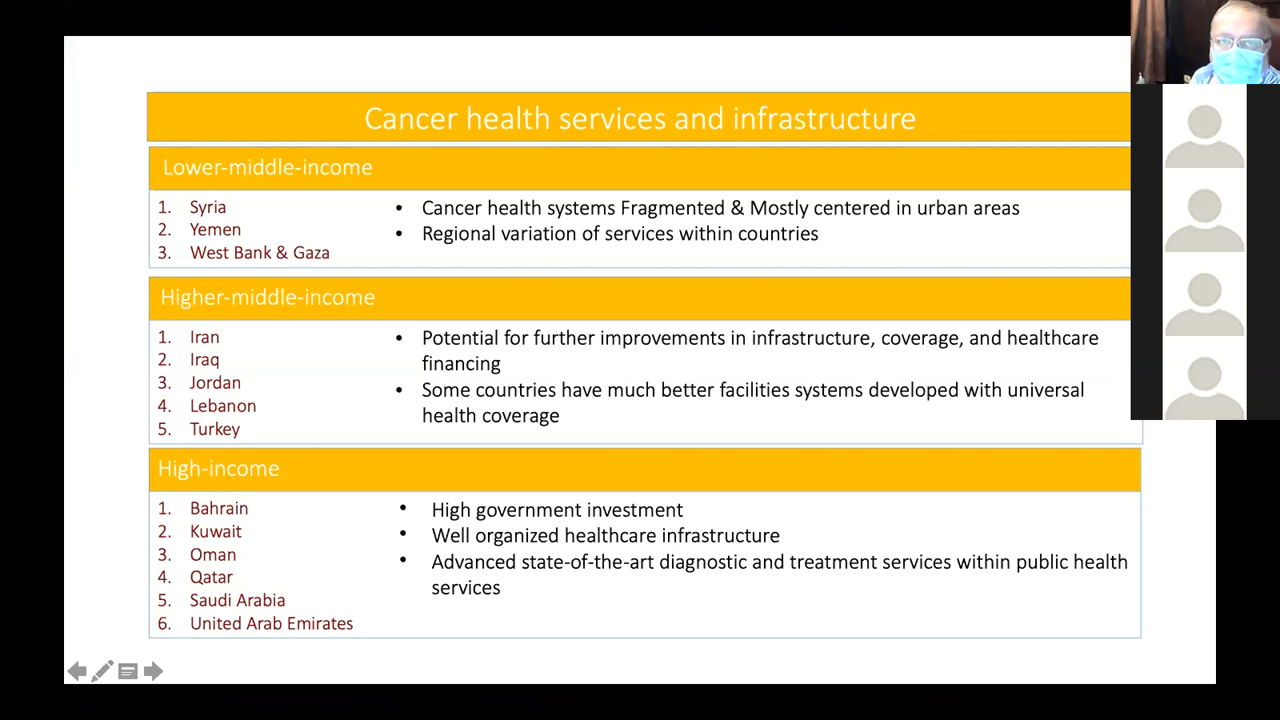 Cancer health services and infrastructure
Lower-middle-income
1. Syria
2. Yemen
3. West Bank & Gaza
• Cancer health systems Fragmented & Mostly centered in urban areas
• Regional variation of services within countries
Higher-middle-income
1. Iran
2. Iraq
3. Jordan
4. Lebanon
5. Turkey
• Potential for further improvements in infrastructure, coverage, and healthcare
financing
• Some countries have much better facilities systems developed with universal
health coverage
High-income
1. Bahrain
2. Kuwait
3. Oman
4. Qatar
5. Saudi Arabia
6. United Arab Emirates
• High government investment
• Well organized healthcare infrastructure
• Advanced state-of-the-art diagnostic and treatment services within public health
services